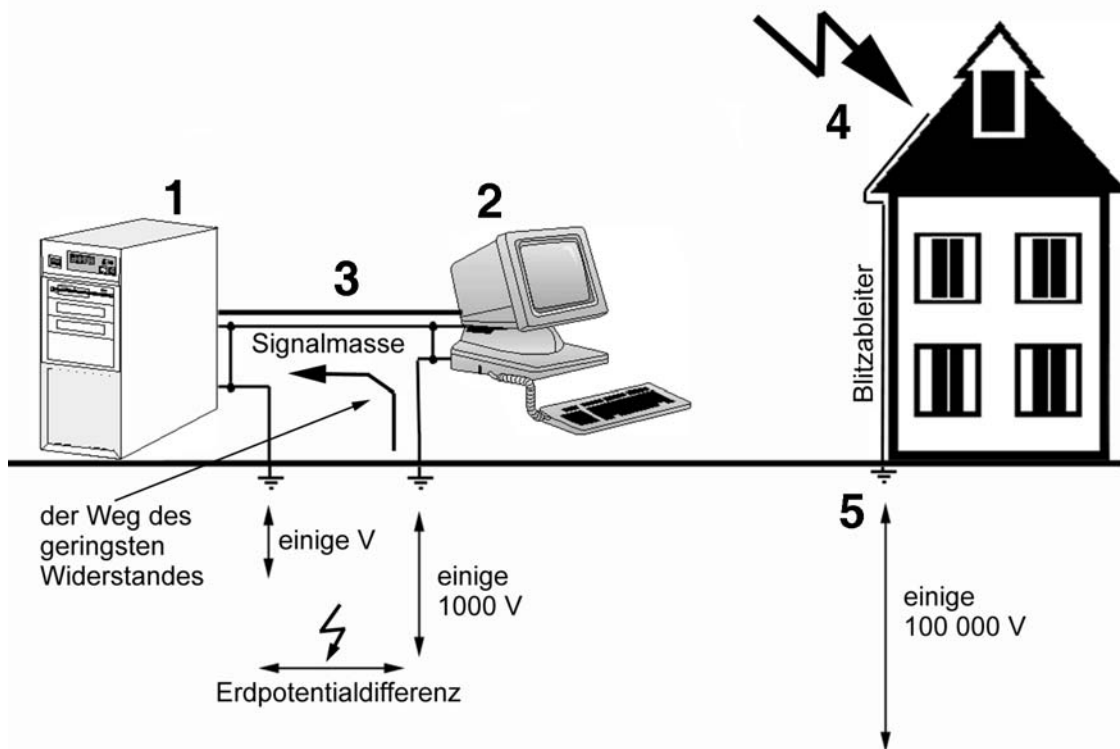 4
1
2
3
Signalmasse
Blitzableiter
5
der Weg des
geringsten
Widerstandes
einige V
einige
1000 V
einige
100 000 V
Erdpotentialdifferenz